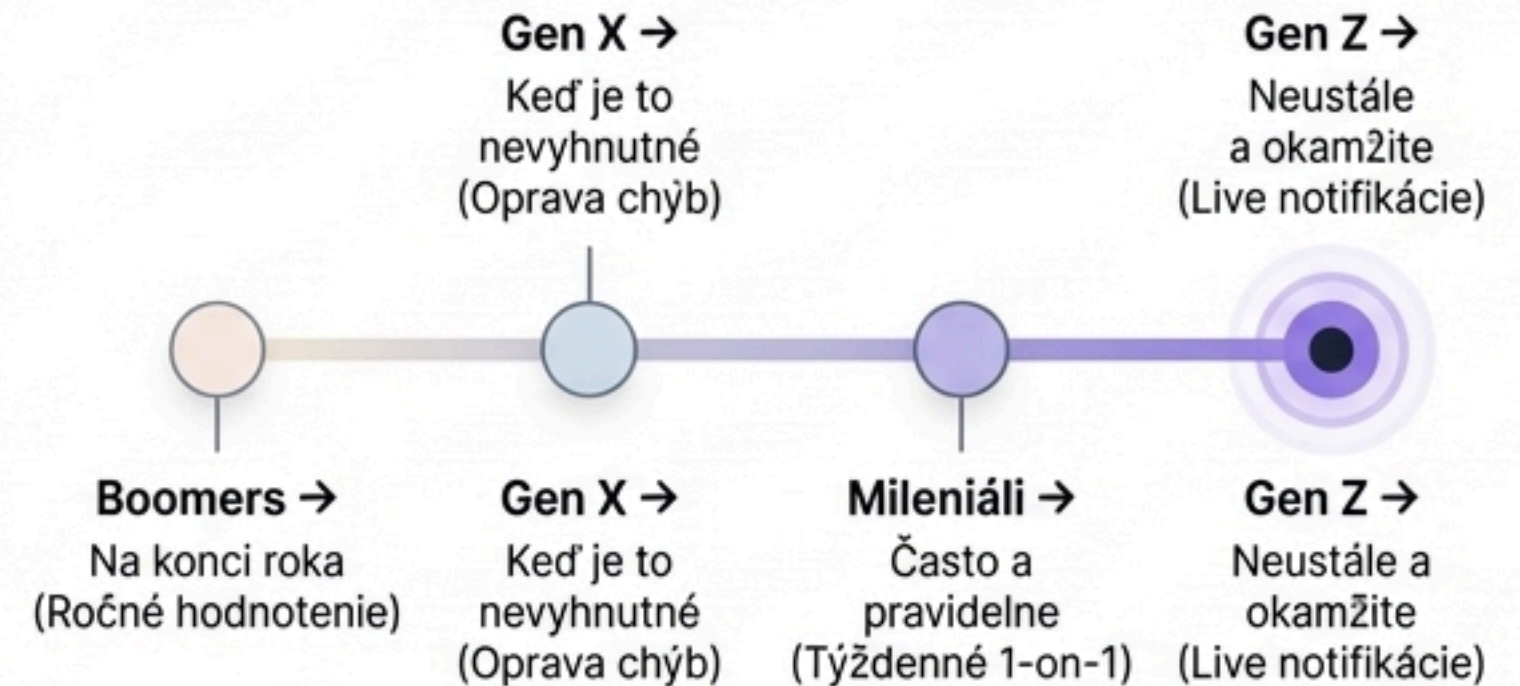 Gen X →
Keď je to
nevyhnutné
(Oprava chýb)
Gen Z →
Neustále
a okamžite
(Live notifikácie)
Boomers →
Na konci roka
(Ročné hodnotenie)
Gen X →
Keď je to
nevyhnutné
(Oprava chýb)
Mileniáli →
Často a
pravidelne
(Týždenné 1-on-1)
Gen Z →
Neustále a
okamžite
(Live notifikácie)